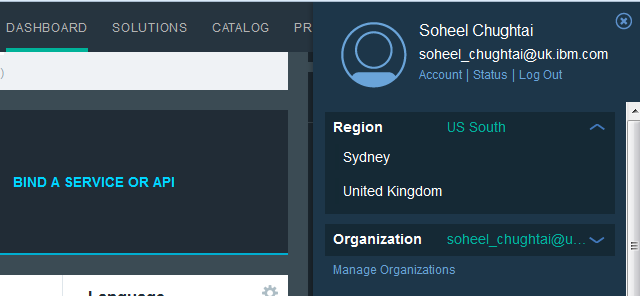 DASHBOARD SOLUTIONS CATALOG PR
)
BIND A SERVICE OR API
Language
Soheel Chughtai
soheel_chughtai@uk.ibm.com
Account | Status | Log Out
Region US South
Sydney
United Kingdom
Organization soheel_chughtai@u...
Manage Organizations